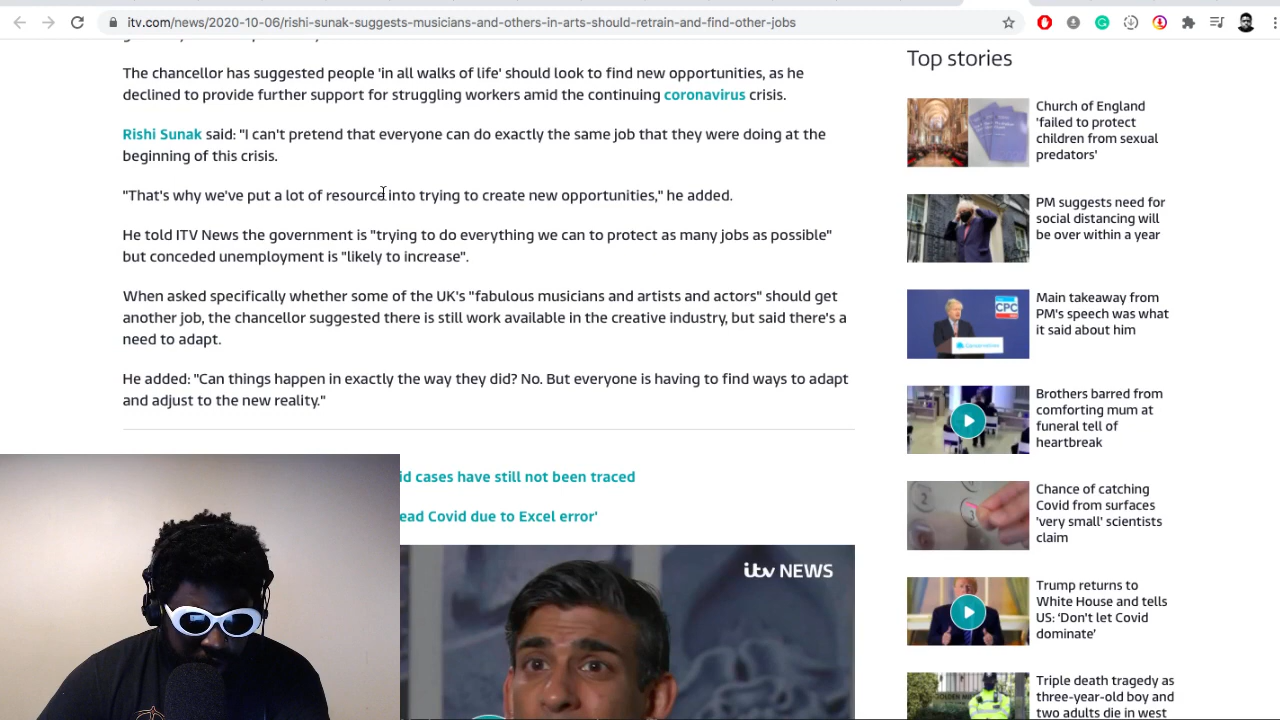 itv.com/news/2020-10-06/rishi-sunak-suggests-musicians-and-others-in-arts-should-retrain-and-find-other-jobs
The chancellor has suggested people 'in all walks of life' should look to find new opportunities, as he
declined to provide further support for struggling workers amid the continuing coronavirus crisis.
Rishi Sunak said: "I can't pretend that everyone can do exactly the same job that they were doing at the
beginning of this crisis.
"That's why we've put a lot of resource into trying to create new opportunities," he added.
He told ITV News the government is "trying to do everything we can to protect as many jobs as possible"
but conceded unemployment is "likely to increase".
When asked specifically whether some of the UK's "fabulous musicians and artists and actors" should get
another job, the chancellor suggested there is still work available in the creative industry, but said there's a
need to adapt.
He added: "Can things happen in exactly the way they did? No. But everyone is having to find ways to adapt
and adjust to the new reality."
id cases have still not been traced
ead Covid due to Excel error'
itv NEWS
Top stories
Church of England
'failed to protect
children from sexual
predators'
PM suggests need for
social distancing will
be over within a year
CPC
Main takeaway from
PM's speech was what
it said about him
Brothers barred from
comforting mum at
funeral tell of
heartbreak
Chance of catching
Covid from surfaces
'very small' scientists
claim
Trump returns to
White House and tells
US: 'Don't let Covid
dominate'
Triple death tragedy as
three-year-old boy and
two adults die in west